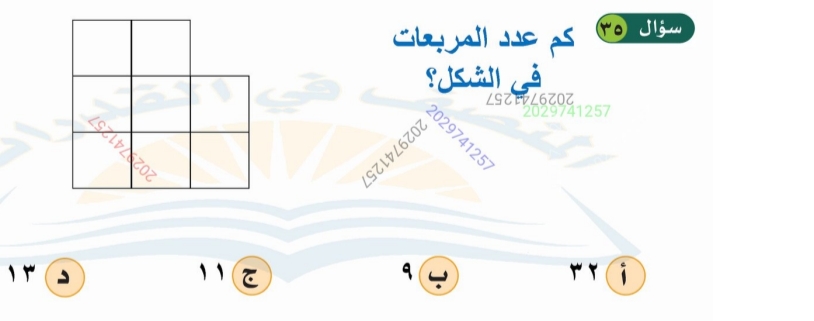 سؤال ٣٥
كم عدد المربعات
في الشكل؟
2029741257
2029741257
2029741257
2029741257
2029741257
أ ٣٢
ب ٩
ج ١١
د ١٣